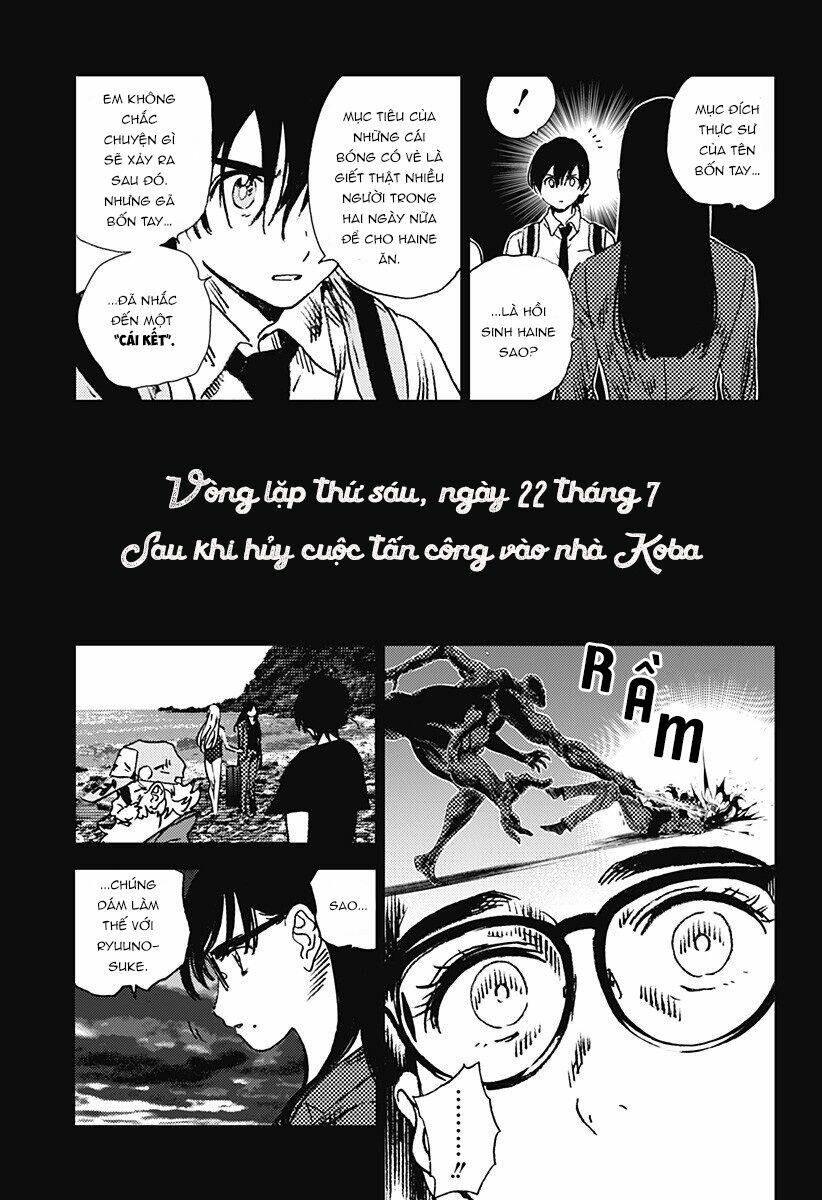 MỤC ĐÍCH
THỰC SỰ
CỦA TÊN
BỐN TAY...
!
...LÀ HỒI
SINH HAINE
SAO?
MỤC TIÊU CỦA
NHỮNG CÁI
BÓNG CÓ VẺ LÀ
GIẾT THẬT NHIỀU
NGƯỜI TRONG
HAI NGÀY NỮA
ĐỂ CHO HAINE
ĂN.
EM KHÔNG
CHẮC
CHUYỆN GÌ
SẼ XẢY RA
SAU ĐÓ.
NHƯNG GÃ
BỐN TAY...
...ĐÃ NHẮC
ĐẾN MỘT
"CÁI KẾT".
Vòng lặp thứ sáu, ngày 22 tháng 7
Sau khi hủy cuộc tấn công vào nhà Koba
RẦM
......!!
SAO...
...CHÚNG
DÁM LÀM
THẾ VỚI
RYUUNO-
SUKE.